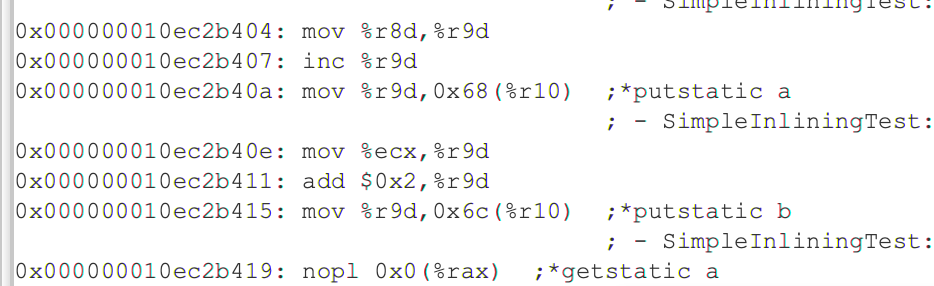 ; - SimpleInliningTest:
0x000000010ec2b404: mov %r8d,%r9d
0x000000010ec2b407: inc %r9d
0x000000010ec2b40a: mov %r9d,0x68(%r10) ;*putstatic a
; - SimpleInliningTest:
0x000000010ec2b40e: mov %ecx,%r9d
0x000000010ec2b411: add $0x2,%r9d
0x000000010ec2b415: mov %r9d,0x6c(%r10) ;*putstatic b
; - SimpleInliningTest:
0x000000010ec2b419: nopl 0x0(%rax) ;*getstatic a